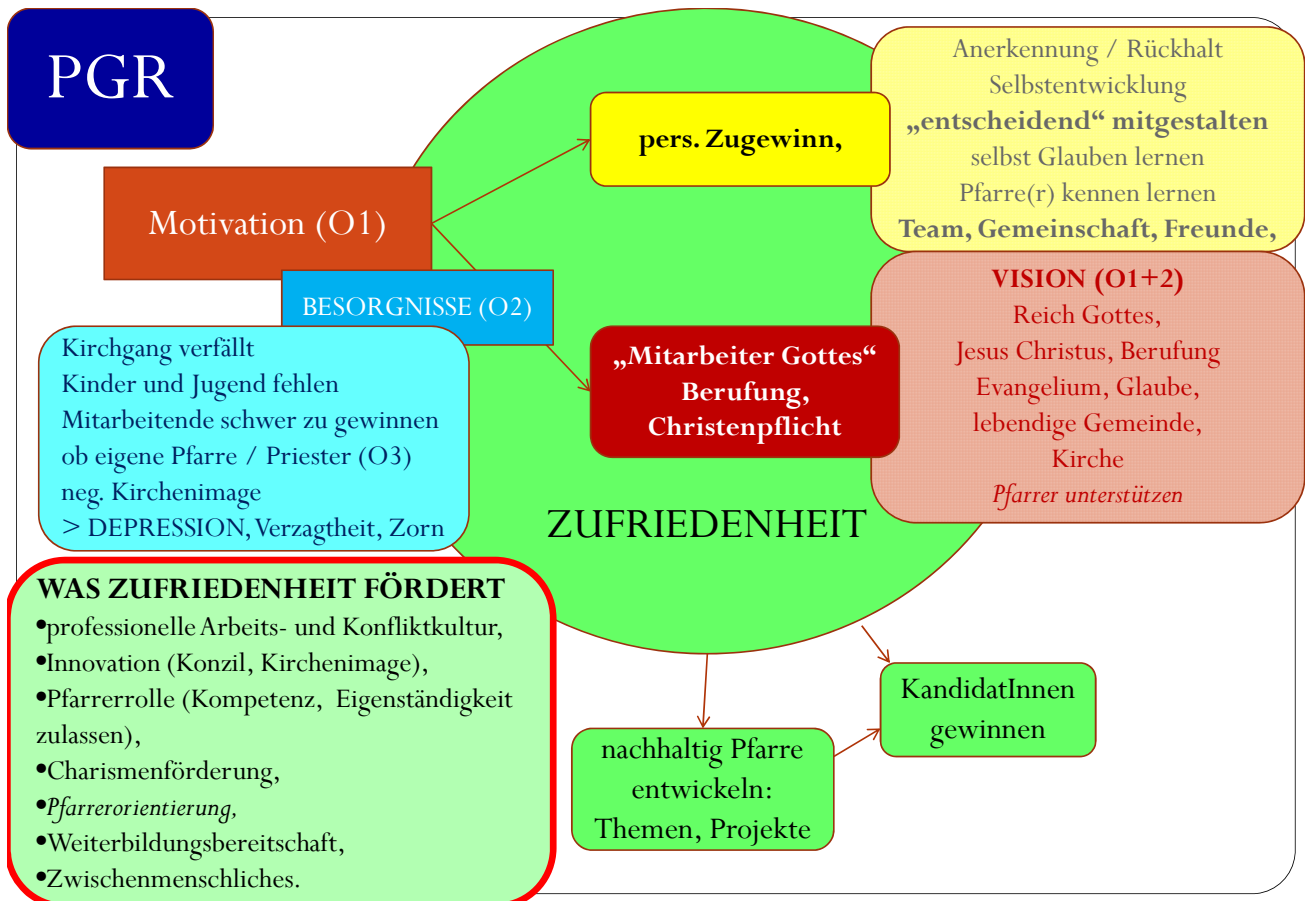 PGR
Motivation (O1)
BESORGNISSE (O2)
Kirchgang verfällt
Kinder und Jugend fehlen
Mitarbeitende schwer zu gewinnen
ob eigene Pfarre / Priester (O3)
neg. Kirchenimage
> DEPRESSION, Verzagtheit, Zorn
pers. Zugewinn,
Anerkennung / Rückhalt
Selbstentwicklung
„entscheidend“ mitgestalten
selbst Glauben lernen
Pfarre(r) kennen lernen
Team, Gemeinschaft, Freunde,
„Mitarbeiter Gottes“
Berufung,
Christenpflicht
VISION (O1+2)
Reich Gottes,
Jesus Christus, Berufung
Evangelium, Glaube,
lebendige Gemeinde,
Kirche
Pfarrer unterstützen
ZUFRIEDENHEIT
WAS ZUFRIEDENHEIT FÖRDERT
•professionelle Arbeits- und Konfliktkultur,
•Innovation (Konzil, Kirchenimage),
•Pfarrerrolle (Kompetenz, Eigenständigkeit
zulassen),
•Charismenförderung,
•Pfarrerorientierung,
•Weiterbildungsbereitschaft,
•Zwischenmenschliches.
nachhaltig Pfarre
entwickeln:
Themen, Projekte
KandidatInnen
gewinnen